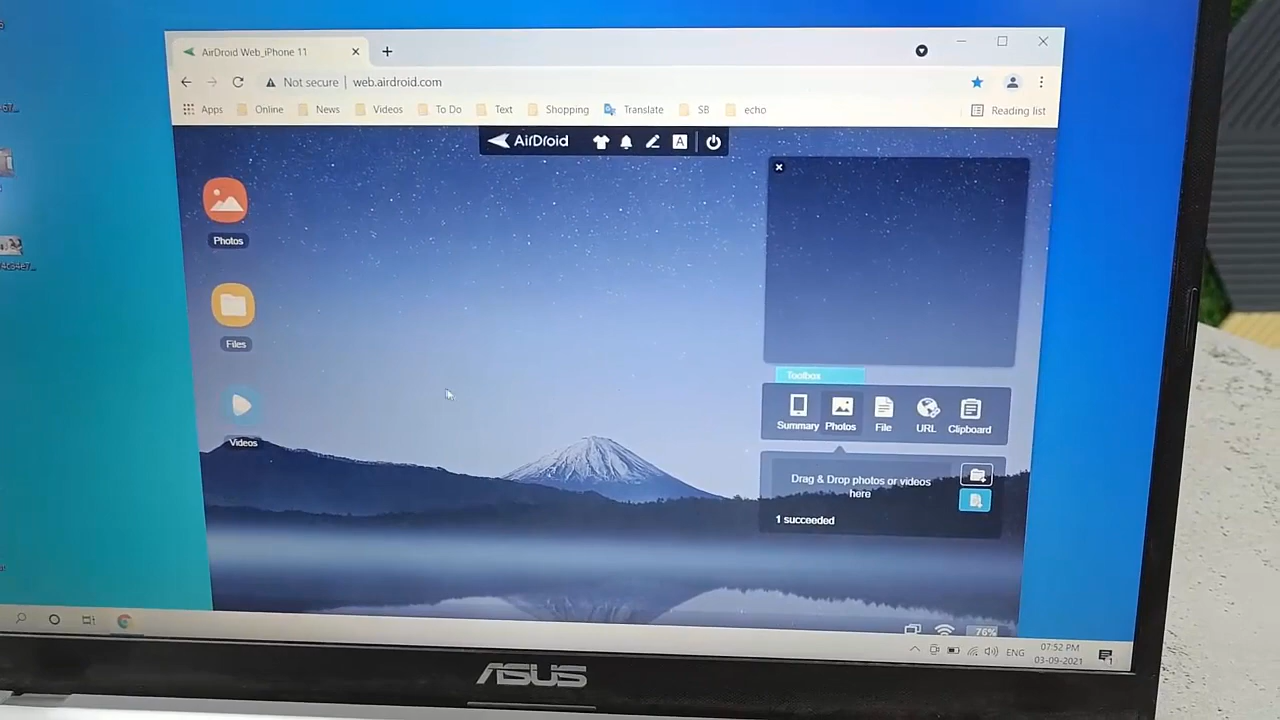 AirDroid Web_iPhone 11
Not secure web.airdroid.com
Apps Online News Videos To Do Text Shopping Translate SB echo Reading list
AirDroid A
Photos
Files
Videos
Toolbox
Summary Photos File URL Clipboard
Drag & Drop photos or videos
here
1 succeeded
76%
ENG
07:52 PM
03-09-2021
ASUS